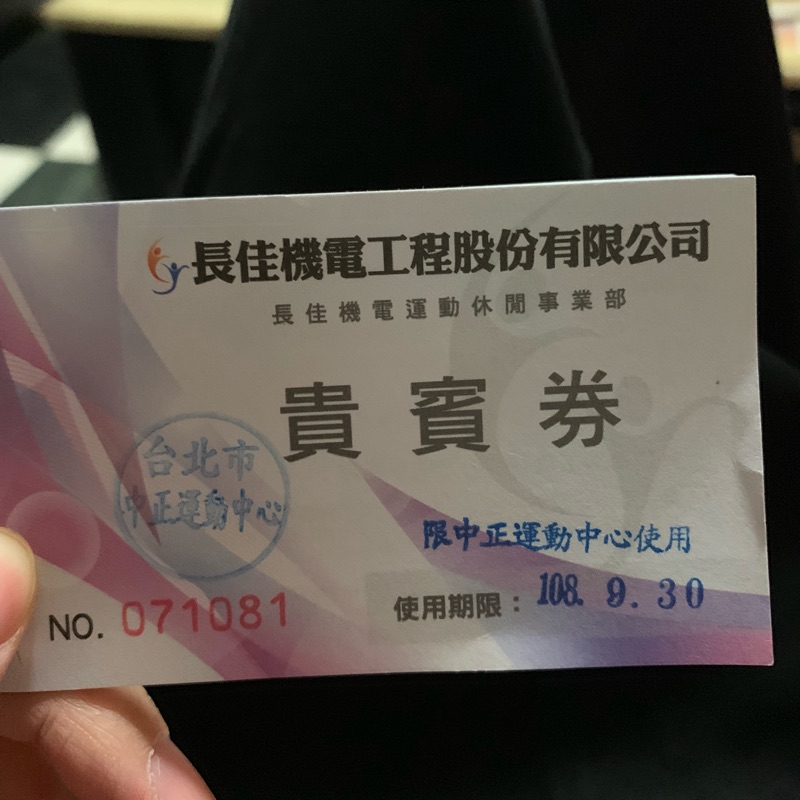 長佳機電工程股份有限公司
長佳機電運動休閒事業部
貴賓券
台北市
中正運動中心
限中正運動中心使用
使用期限：108. 9. 30
NO. 071081